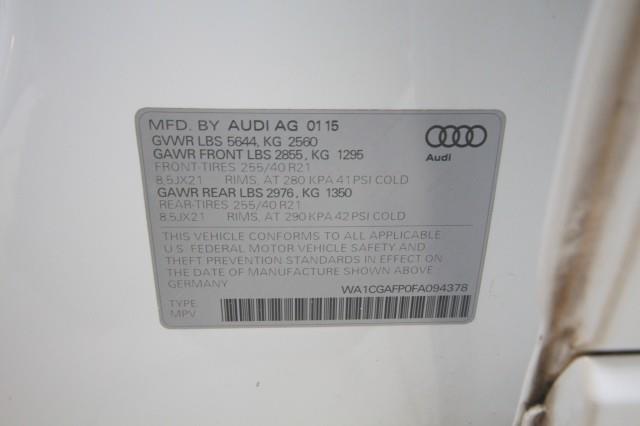 MFD. BY AUDI AG 01 15
GVWR LBS 5644, KG 2560
GAWR FRONT LBS 2855, KG 1295
FRONT-TIRES 255/40 R21
8,5JX21 RIMS, AT 280 KPA 41 PSI COLD
GAWR REAR LBS 2976, KG 1350
REAR-TIRES 255/40 R21
8,5JX21 RIMS, AT 290 KPA 42 PSI COLD
Audi
THIS VEHICLE CONFORMS TO ALL APPLICABLE
U.S. FEDERAL MOTOR VEHICLE SAFETY AND
THEFT PREVENTION STANDARDS IN EFFECT ON
THE DATE OF MANUFACTURE SHOWN ABOVE
GERMANY
WA1CGAFP0FA094378
TYPE:
MPV